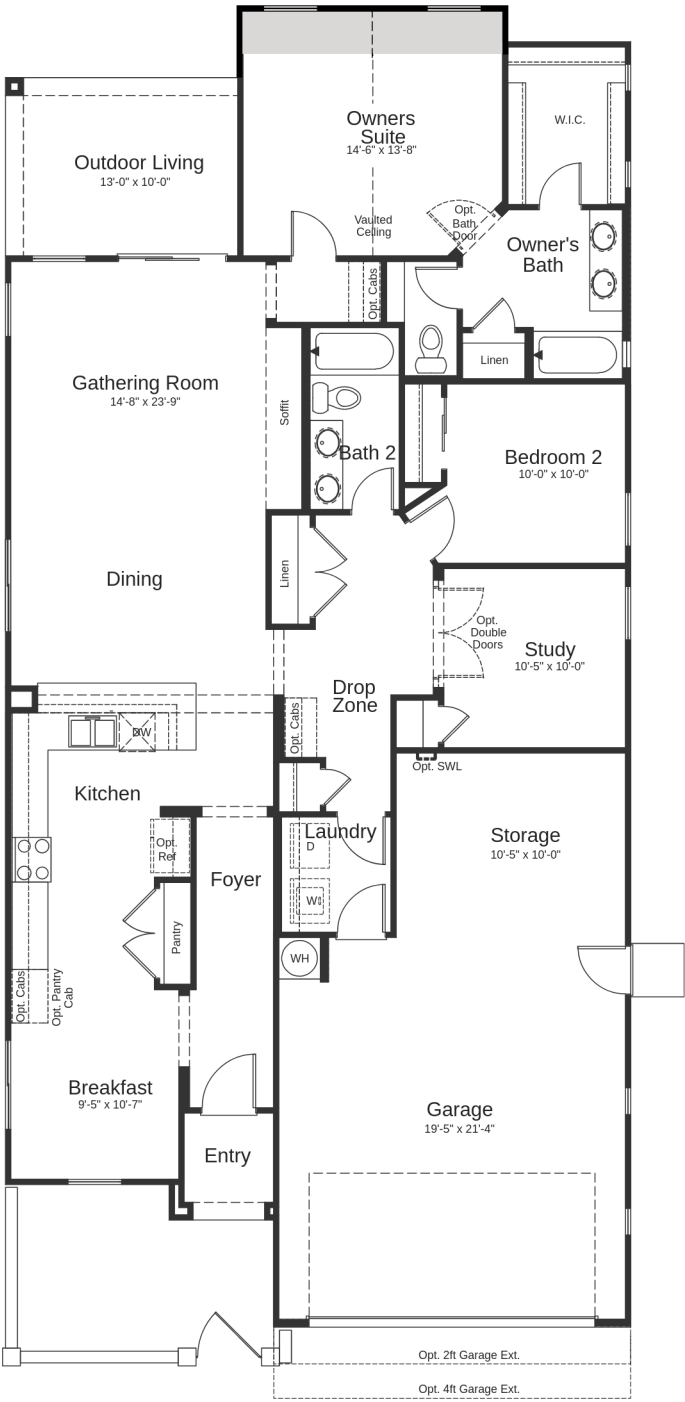 Owners
Suite
14'-6" x 13'-8"
W.I.C.
Outdoor Living
13'-0" x 10'-0"
Vaulted
Ceiling
Opt.
Bath
Door
Owner's
Bath
Opt. Cabs
Linen
Gathering Room
14'-8" x 23'-9"
Soffit
Bath 2
Bedroom 2
10'-0" x 10'-0"
Dining
Linen
Opt.
Double
Doors
Study
10'-5" x 10'-0"
Drop
Zone
Opt. Cabs
DW
Opt. SWL
Kitchen
Laundry
D
Storage
10'-5" x 10'-0"
Opt.
Ref
Foyer
W
Pantry
WH
Opt. Cabs
Opt. Pantry
Cab
Breakfast
9'-5" x 10'-7"
Garage
19'-5" x 21'-4"
Entry
Opt. 2ft Garage Ext.
Opt. 4ft Garage Ext.